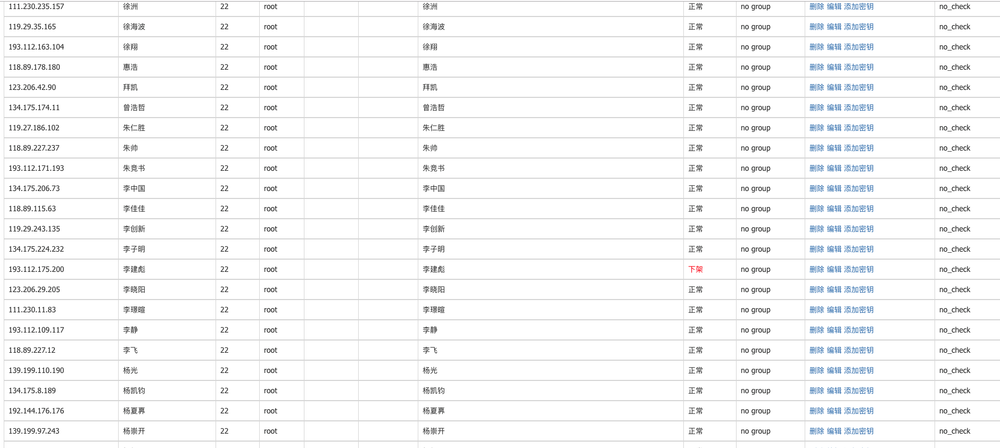 111.230.235.157 徐洲 22 root 徐洲 正常 no group 删除 编辑 添加密钥 no_check
119.29.35.165 徐海波 22 root 徐海波 正常 no group 删除 编辑 添加密钥 no_check
193.112.163.104 徐翔 22 root 徐翔 正常 no group 删除 编辑 添加密钥 no_check
118.89.178.180 惠浩 22 root 惠浩 正常 no group 删除 编辑 添加密钥 no_check
123.206.42.90 拜凯 22 root 拜凯 正常 no group 删除 编辑 添加密钥 no_check
134.175.174.11 曾浩哲 22 root 曾浩哲 正常 no group 删除 编辑 添加密钥 no_check
119.27.186.102 朱仁胜 22 root 朱仁胜 正常 no group 删除 编辑 添加密钥 no_check
118.89.227.237 朱帅 22 root 朱帅 正常 no group 删除 编辑 添加密钥 no_check
193.112.171.193 朱竞书 22 root 朱竞书 正常 no group 删除 编辑 添加密钥 no_check
134.175.206.73 李中国 22 root 李中国 正常 no group 删除 编辑 添加密钥 no_check
118.89.115.63 李佳佳 22 root 李佳佳 正常 no group 删除 编辑 添加密钥 no_check
119.29.243.135 李创新 22 root 李创新 正常 no group 删除 编辑 添加密钥 no_check
134.175.224.232 李子明 22 root 李子明 正常 no group 删除 编辑 添加密钥 no_check
193.112.175.200 李建彪 22 root 李建彪 下架 no group 删除 编辑 添加密钥 no_check
123.206.29.205 李晓阳 22 root 李晓阳 正常 no group 删除 编辑 添加密钥 no_check
111.230.11.83 李璟暄 22 root 李璟暄 正常 no group 删除 编辑 添加密钥 no_check
193.112.109.117 李静 22 root 李静 正常 no group 删除 编辑 添加密钥 no_check
118.89.227.12 李飞 22 root 李飞 正常 no group 删除 编辑 添加密钥 no_check
139.199.110.190 杨光 22 root 杨光 正常 no group 删除 编辑 添加密钥 no_check
134.175.8.189 杨凯钧 22 root 杨凯钧 正常 no group 删除 编辑 添加密钥 no_check
192.144.176.176 杨夏 22 root 杨夏 正常 no group 删除 编辑 添加密钥 no_check
139.199.97.243 杨崇开 22 root 杨崇开 正常 no group 删除 编辑 添加密钥 no_check